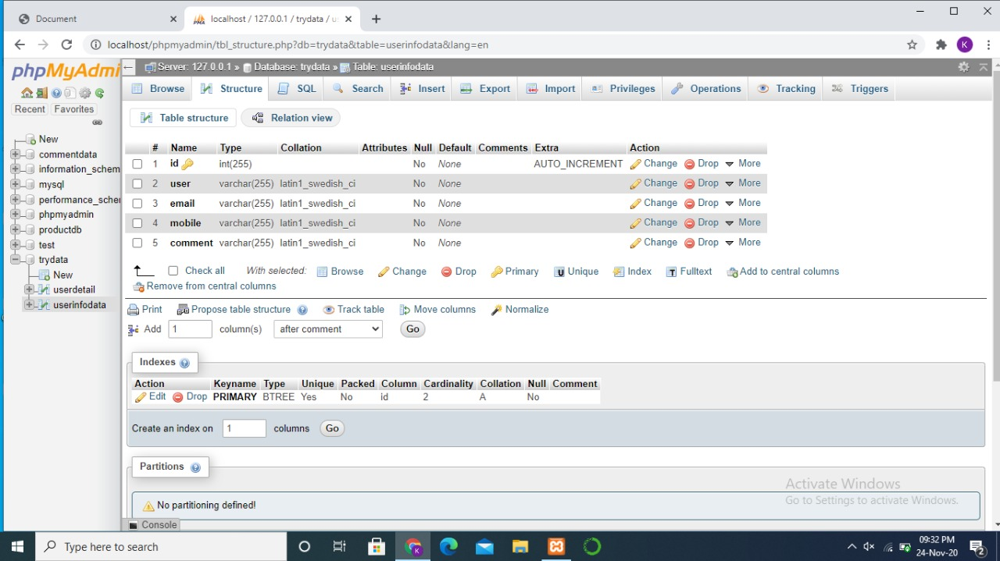 Document
localhost / 127.0.0.1 / trydata / u
localhost/phpmyadmin/tbl_structure.php?db=trydata&table=userinfodata&lang=en
K
phpMyAdmi
Server: 127.0.0.1 » Database: trydata » Table: userinfodata
Browse Structure SQL Search Insert Export Import Privileges Operations Tracking Triggers
Recent Favorites
Table structure Relation view
New
commentdata
information_schem
mysql
performance_scher
phpmyadmin
productdb
test
trydata
New
userdetail
userinfodata
# Name Type Collation Attributes Null Default Comments Extra Action
1 id int(255) No None AUTO_INCREMENT Change Drop More
2 user varchar(255) latin1_swedish_ci No None Change Drop More
3 email varchar(255) latin1_swedish_ci No None Change Drop More
4 mobile varchar(255) latin1_swedish_ci No None Change Drop More
5 comment varchar(255) latin1_swedish_ci No None Change Drop More
Check all With selected: Browse Change Drop Primary Unique Index Fulltext Add to central columns
Remove from central columns
Print Propose table structure Track table Move columns Normalize
Add 1 column(s) after comment Go
Indexes
Action Keyname Type Unique Packed Column Cardinality Collation Null Comment
Edit Drop PRIMARY BTREE Yes No id 2 A No
Create an index on 1 columns Go
Partitions
No partitioning defined!
Console
Activate Windows
Go to Settings to activate Windows.
Type here to search
09:32 PM
24-Nov-20
2